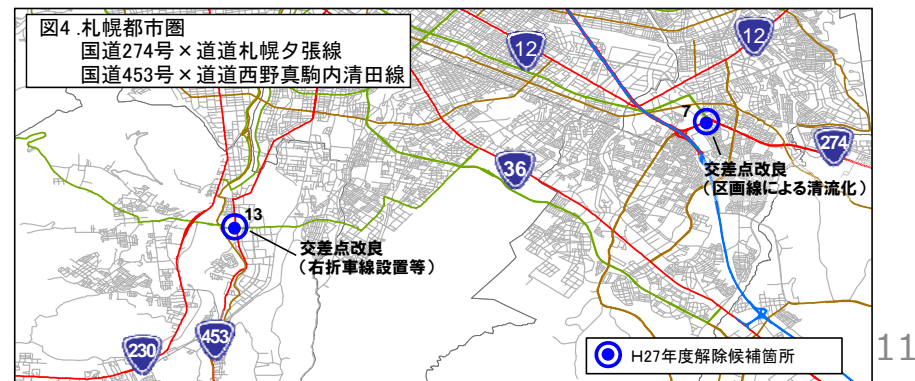 図4 .札幌都市圏
国道274号×道道札幌夕張線
国道453号×道道西野真駒内清田線
12
12
7
274
交差点改良
（区画線による清流化）
36
13
交差点改良
（右折車線設置等）
453
230
H27年度解除候補箇所
11